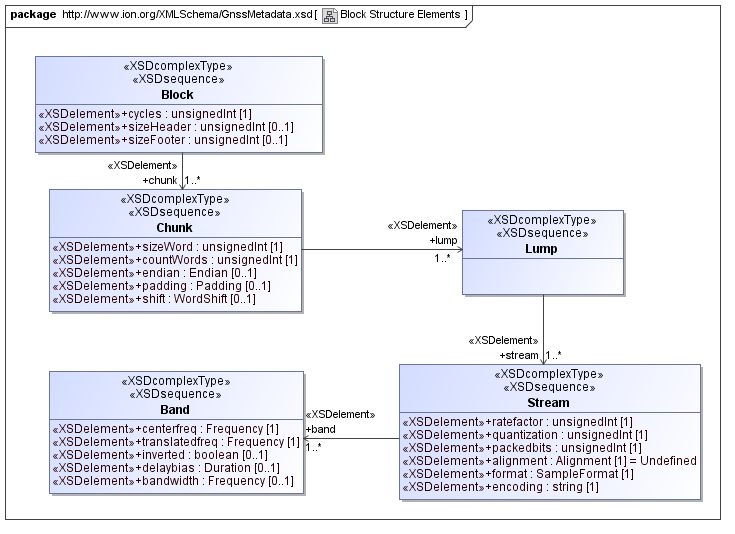 package http://www.ion.org/XMLSchema/GnssMetadata.xsd [ Block Structure Elements ]
«XSDcomplexType»
«XSDsequence»
Block
«XSDelement»+cycles : unsignedInt [1]
«XSDelement»+sizeHeader : unsignedInt [0..1]
«XSDelement»+sizeFooter : unsignedInt [0..1]
«XSDelement»
+chunk 1..*
«XSDcomplexType»
«XSDsequence»
Chunk
«XSDelement»+sizeWord : unsignedInt [1]
«XSDelement»+countWords : unsignedInt [1]
«XSDelement»+endian : Endian [0..1]
«XSDelement»+padding : Padding [0..1]
«XSDelement»+shift : WordShift [0..1]
«XSDelement»
+lump
1..*
«XSDcomplexType»
«XSDsequence»
Lump
«XSDelement»
+stream 1..*
«XSDcomplexType»
«XSDsequence»
Stream
«XSDelement»+ratefactor : unsignedInt [1]
«XSDelement»+quantization : unsignedInt [1]
«XSDelement»+packedbits : unsignedInt [1]
«XSDelement»+alignment : Alignment [1] = Undefined
«XSDelement»+format : SampleFormat [1]
«XSDelement»+encoding : string [1]
«XSDelement»
+band
1..*
«XSDcomplexType»
«XSDsequence»
Band
«XSDelement»+centerfreq : Frequency [1]
«XSDelement»+translatedfreq : Frequency [1]
«XSDelement»+inverted : boolean [0..1]
«XSDelement»+delaybias : Duration [0..1]
«XSDelement»+bandwidth : Frequency [0..1]